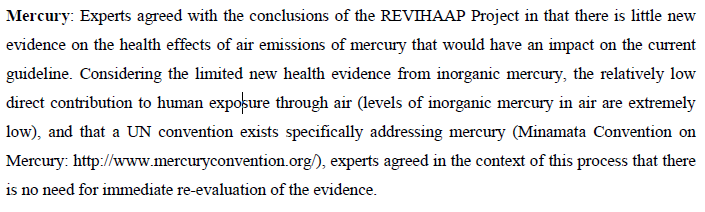 Mercury: Experts agreed with the conclusions of the REVIHAAP Project in that there is little new
evidence on the health effects of air emissions of mercury that would have an impact on the current
guideline. Considering the limited new health evidence from inorganic mercury, the relatively low
direct contribution to human exposure through air (levels of inorganic mercury in air are extremely
low), and that a UN convention exists specifically addressing mercury (Minamata Convention on
Mercury: http://www.mercuryconvention.org/), experts agreed in the context of this process that there
is no need for immediate re-evaluation of the evidence.